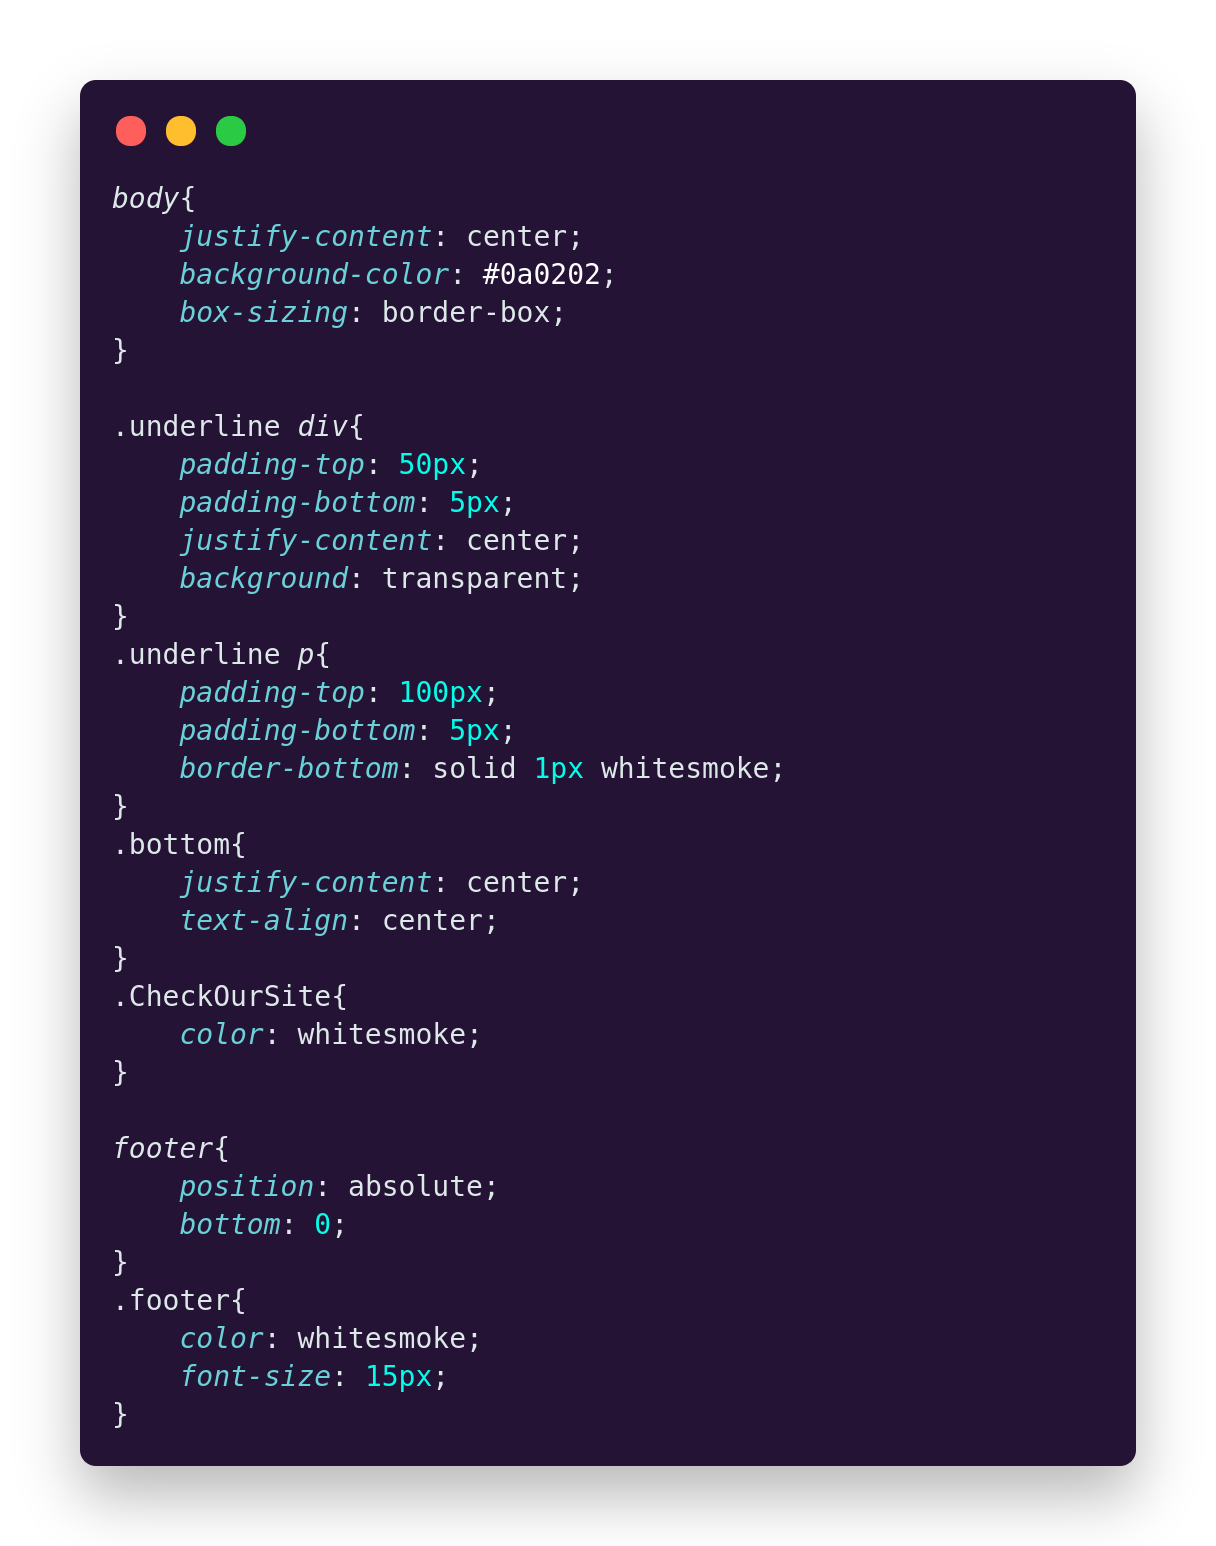 body{
    justify-content: center;
    background-color: #0a0202;
    box-sizing: border-box;
}

.underline div{
    padding-top: 50px;
    padding-bottom: 5px;
    justify-content: center;
    background: transparent;
}
.underline p{
    padding-top: 100px;
    padding-bottom: 5px;
    border-bottom: solid 1px whitesmoke;
}
.bottom{
    justify-content: center;
    text-align: center;
}
.CheckOurSite{
    color: whitesmoke;
}

footer{
    position: absolute;
    bottom: 0;
}
.footer{
    color: whitesmoke;
    font-size: 15px;
}